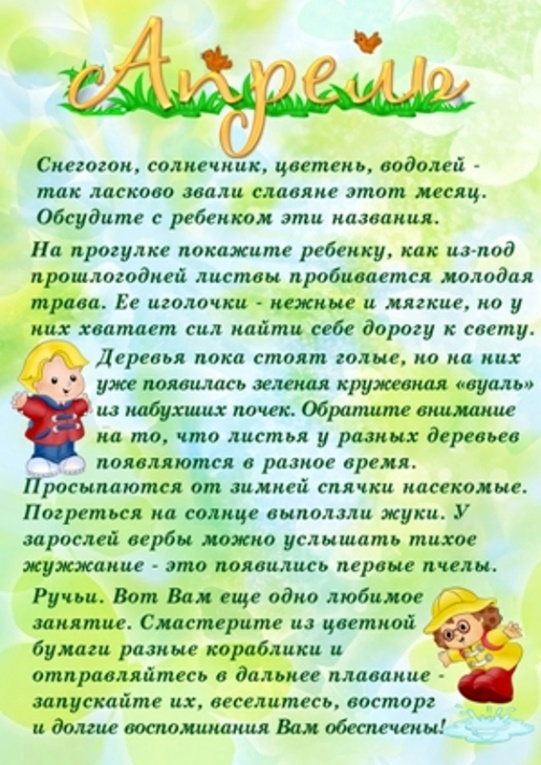 Апрель
Снегогон, солнечник, цветень, водолей -
так ласково звали славяне этот месяц.
Обсудите с ребенком эти названия.
На прогулке покажите ребенку, как из-под
прошлогодней листвы пробивается молодая
трава. Ее иголочки - нежные и мягкие, но у
них хватает сил найти себе дорогу к свету.
Деревья пока стоят голые, но на них
уже появилась зеленая кружевная «вуаль»
из набухших почек. Обратите внимание
на то, что листья у разных деревьев
появляются в разное время.
Просыпаются от зимней спячки насекомые.
Погреться на солнце выползли жуки. У
зарослей вербы можно услышать тихое
жужжание - это появились первые пчелы.
Ручьи. Вот Вам еще одно любимое
занятие. Смастерите из цветной
бумаги разные кораблики и
отправляйтесь в дальнее плавание -
запускайте их, веселитесь, восторг
и долгие воспоминания Вам обеспечены!